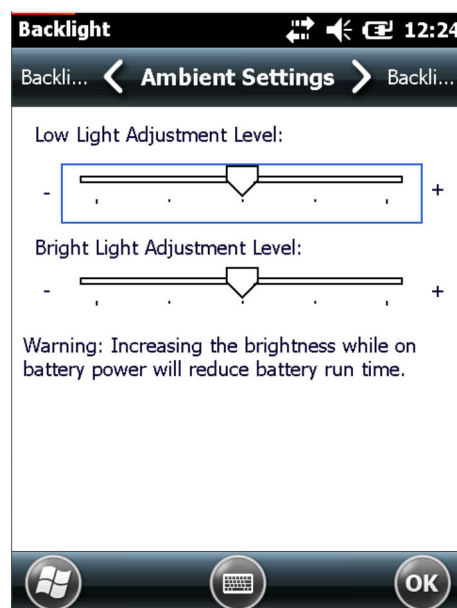 Backlight 12:24
Backli... Ambient Settings Backli...
Low Light Adjustment Level:
- +
Bright Light Adjustment Level:
- +
Warning: Increasing the brightness while on
battery power will reduce battery run time.
OK